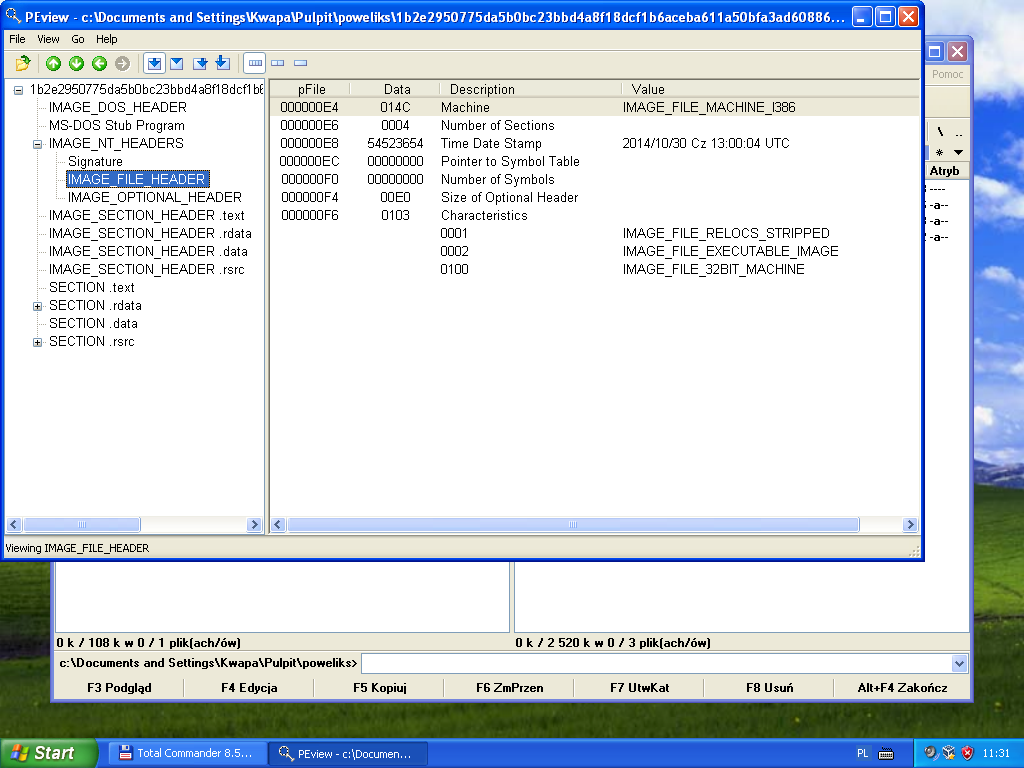 PEview - c:\Documents and Settings\Kwapa\Pulpit\poweliks\1b2e2950775da5b0bc23bbd4a8f18dcf1b6aceba611a50bfa3ad60886...
File View Go Help
Pomoc
1b2e2950775da5b0bc23bbd4a8f18dcf1b6
IMAGE_DOS_HEADER
MS-DOS Stub Program
IMAGE_NT_HEADERS
Signature
IMAGE_FILE_HEADER
IMAGE_OPTIONAL_HEADER
IMAGE_SECTION_HEADER .text
IMAGE_SECTION_HEADER .rdata
IMAGE_SECTION_HEADER .data
IMAGE_SECTION_HEADER .rsrc
SECTION .text
SECTION .rdata
SECTION .data
SECTION .rsrc
pFile Data Description Value
000000E4 014C Machine IMAGE_FILE_MACHINE_I386
000000E6 0004 Number of Sections
000000E8 54523654 Time Date Stamp 2014/10/30 Cz 13:00:04 UTC
000000EC 00000000 Pointer to Symbol Table
000000F0 00000000 Number of Symbols
000000F4 00E0 Size of Optional Header
000000F6 0103 Characteristics
0001 IMAGE_FILE_RELOCS_STRIPPED
0002 IMAGE_FILE_EXECUTABLE_IMAGE
0100 IMAGE_FILE_32BIT_MACHINE
\ ..
*
Atryb
----
-a--
-a--
-a--
Viewing IMAGE_FILE_HEADER
0 k / 108 k w 0 / 1 plik(ach/ów) 0 k / 2 520 k w 0 / 3 plik(ach/ów)
c:\Documents and Settings\Kwapa\Pulpit\poweliks>
F3 Podgląd F4 Edycja F5 Kopiuj F6 ZmPrzen F7 UtwKat F8 Usuń Alt+F4 Zakończ
Start Total Commander 8.5... PEview - c:\Documen... PL 11:31